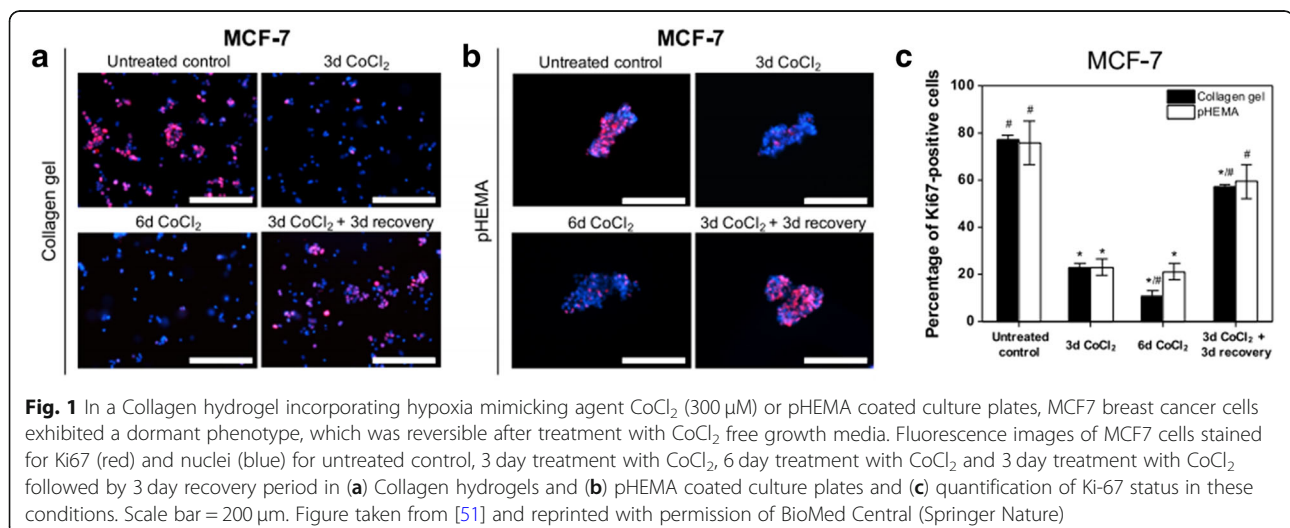 a
MCF-7
Untreated control
3d CoCl₂
Collagen gel
6d CoCl₂
3d CoCl₂ + 3d recovery
b
MCF-7
Untreated control
3d CoCl₂
pHEMA
6d CoCl₂
3d CoCl₂ + 3d recovery
c
MCF-7
Percentage of Ki67-positive cells
100
80
60
40
20
0
Collagen gel
pHEMA
# #
* *
*/# *
*/# #
Untreated control
3d CoCl₂
6d CoCl₂
3d CoCl₂ + 3d recovery
Fig. 1 In a Collagen hydrogel incorporating hypoxia mimicking agent CoCl₂ (300 μM) or pHEMA coated culture plates, MCF7 breast cancer cells
exhibited a dormant phenotype, which was reversible after treatment with CoCl₂ free growth media. Fluorescence images of MCF7 cells stained
for Ki67 (red) and nuclei (blue) for untreated control, 3 day treatment with CoCl₂, 6 day treatment with CoCl₂ and 3 day treatment with CoCl₂
followed by 3 day recovery period in (a) Collagen hydrogels and (b) pHEMA coated culture plates and (c) quantification of Ki-67 status in these
conditions. Scale bar = 200 μm. Figure taken from [51] and reprinted with permission of BioMed Central (Springer Nature)